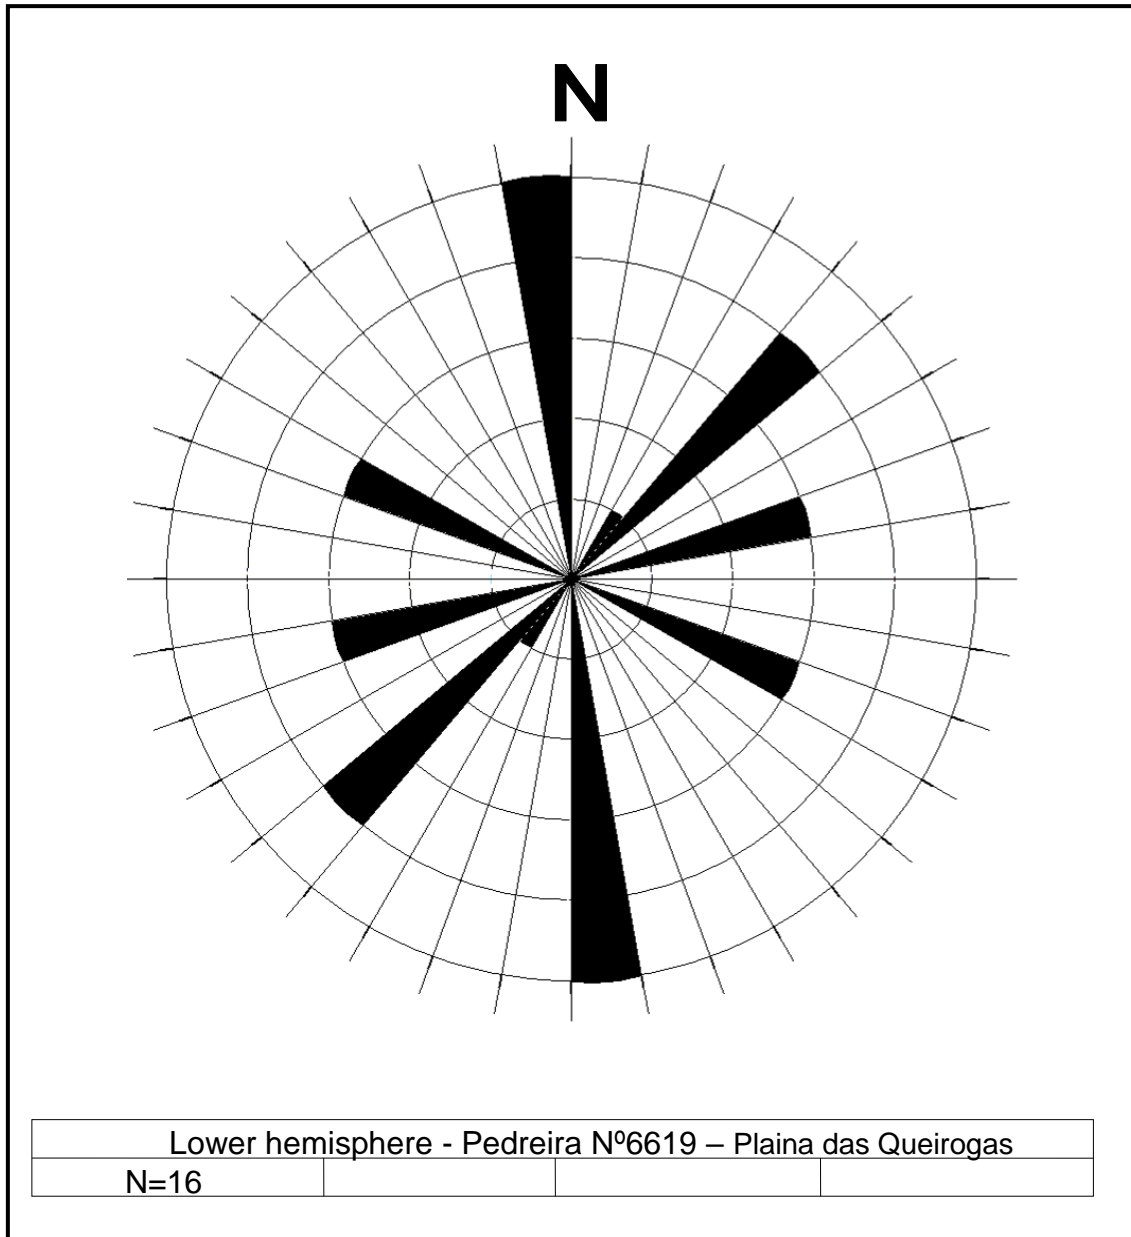 N
Lower hemisphere - Pedreira Nº6619 – Plaina das Queirogas
N=16